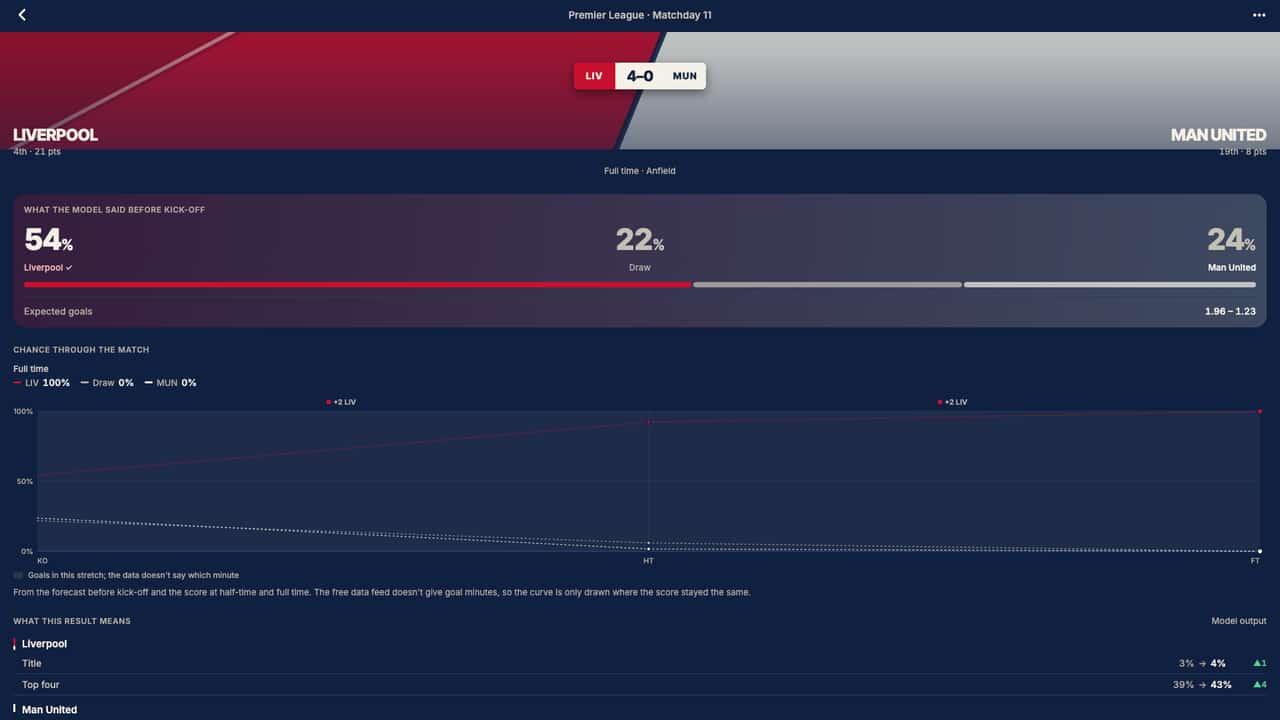 Premier League · Matchday 11
LIV 4–0 MUN
LIVERPOOL
4th · 21 pts
MAN UNITED
19th · 8 pts
Full time · Anfield
WHAT THE MODEL SAID BEFORE KICK-OFF
54% 22% 24%
Liverpool ✓ Draw Man United
Expected goals 1.96 – 1.23
CHANCE THROUGH THE MATCH
Full time
LIV 100% Draw 0% MUN 0%
+2 LIV +2 LIV
100%
50%
0%
KO HT FT
Goals in this stretch; the data doesn't say which minute
From the forecast before kick-off and the score at half-time and full time. The free data feed doesn't give goal minutes, so the curve is only drawn where the score stayed the same.
WHAT THIS RESULT MEANS Model output
Liverpool
Title 3% → 4% ▲1
Top four 39% → 43% ▲4
Man United